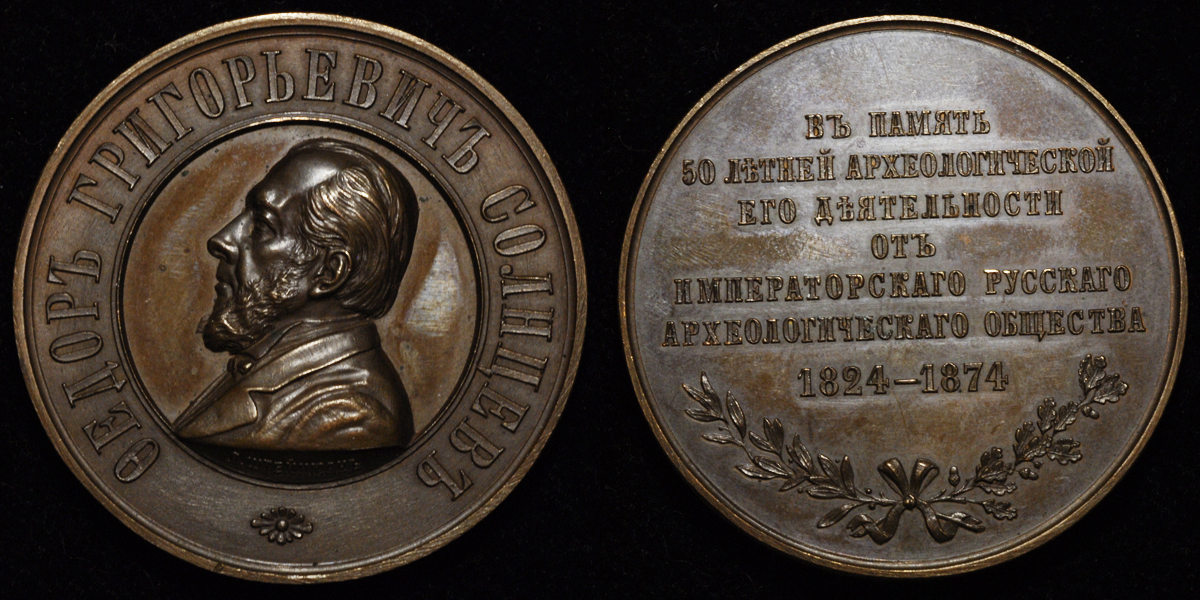 ѲЕДОРЪ ГРИГОРЬЕВИЧЪ СОЛНЦЕВЪ
ВЪ ПАМЯТЬ
50 ЛѢТНЕЙ АРХЕОЛОГИЧЕСКОЙ
ЕГО ДѢЯТЕЛЬНОСТИ
ОТЪ
ИМПЕРАТОРСКАГО РУССКАГО
АРХЕОЛОГИЧЕСКАГО ОБЩЕСТВА
1824-1874